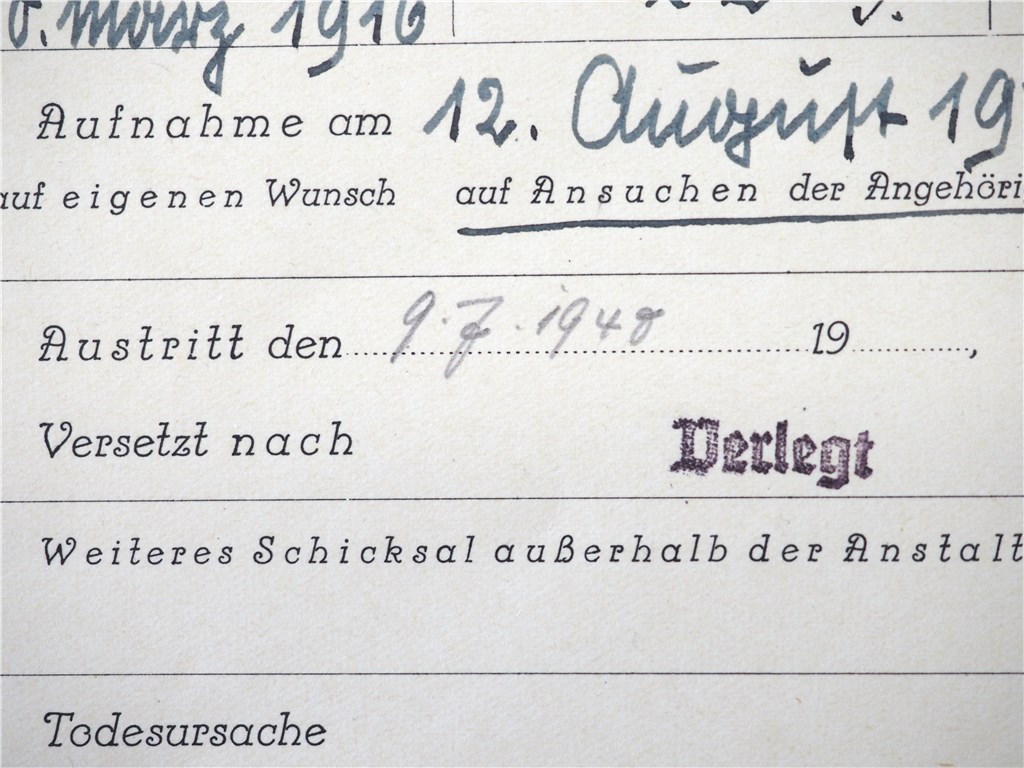 März 1916
Aufnahme am 12. August 19
auf eigenen Wunsch auf Ansuchen der Angehöri
Austritt den 9.7.1940 19 ,
Versetzt nach Verlegt
Weiteres Schicksal außerhalb der Anstalt
Todesursache